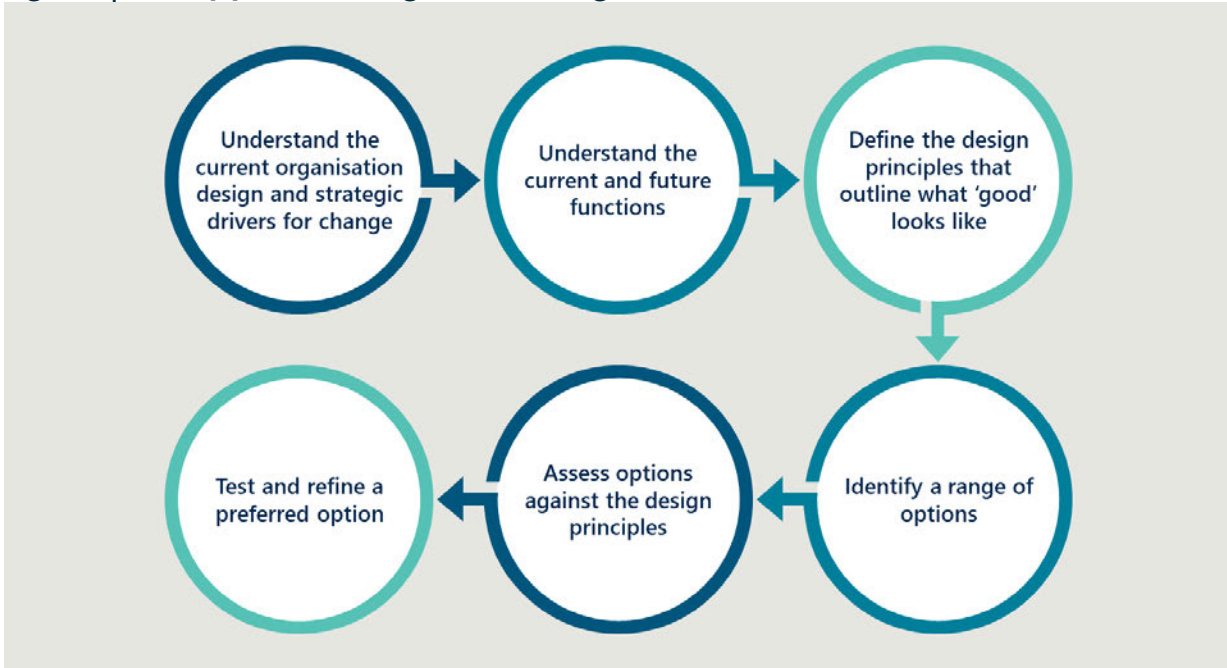 Understand the
current organisation
design and strategic
drivers for change
Understand the
current and future
functions
Define the design
principles that
outline what ‘good’
looks like
Test and refine a
preferred option
Assess options
against the design
principles
Identify a range of
options